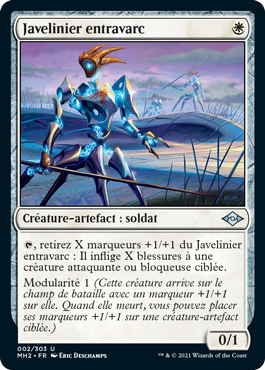 Javelinier entravarc
Créature-artefact : soldat
, retirez X marqueurs +1/+1 du Javelinier
entravarc : Il inflige X blessures à une
créature attaquante ou bloqueuse ciblée.
Modularité 1 (Cette créature arrive sur le
champ de bataille avec un marqueur +1/+1
sur elle. Quand elle meurt, vous pouvez placer
ses marqueurs +1/+1 sur une créature-artefact
ciblée.)
0/1
002/303 U
MH2 • FR Eric Deschamps
™ & © 2021 Wizards of the Coast